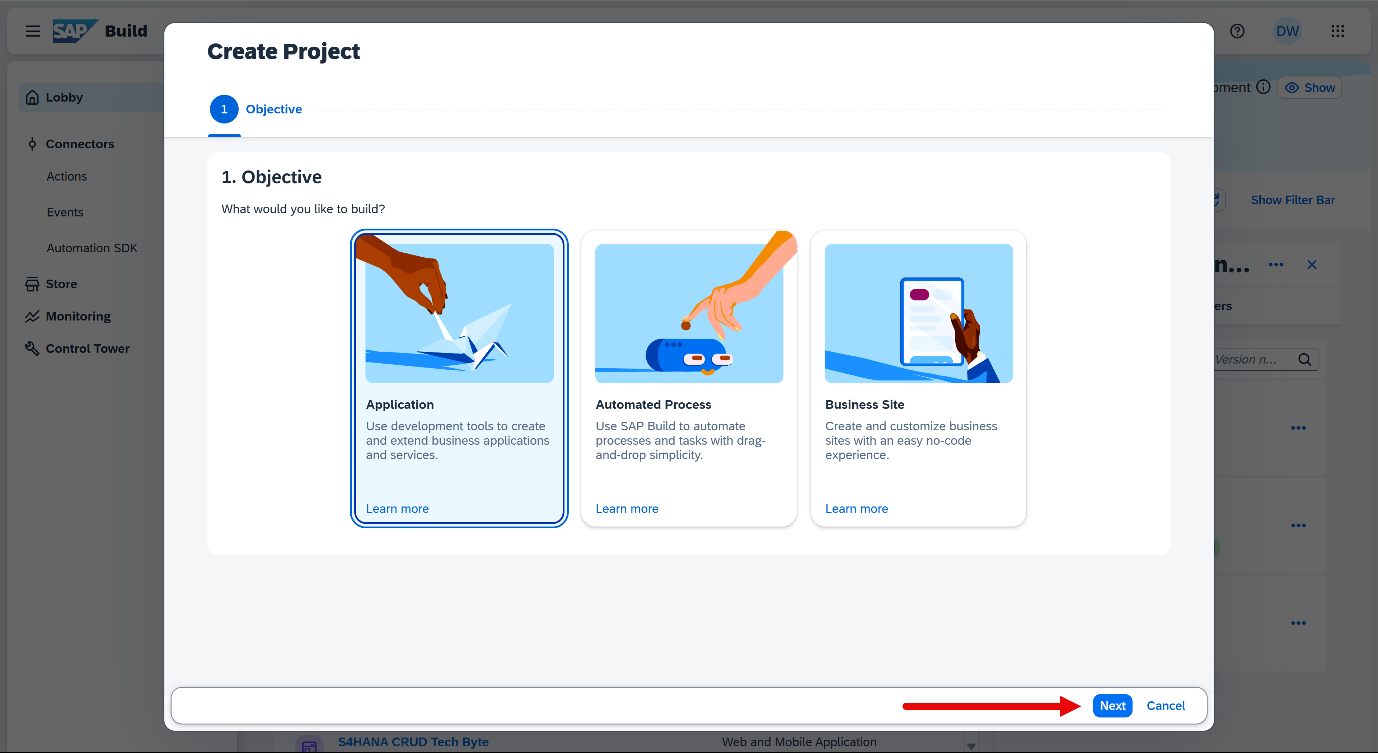 SAP Build
DW
Create Project
1 Objective
Lobby
pment
Show
Connectors
Actions
Events
Automation SDK
Store
Monitoring
Control Tower
Show Filter Bar
n...
ers
Version n...
1. Objective
What would you like to build?
Application
Use development tools to create
and extend business applications
and services.
Learn more
Automated Process
Use SAP Build to automate
processes and tasks with drag-
and-drop simplicity.
Learn more
Business Site
Create and customize business
sites with an easy no-code
experience.
Learn more
Next
Cancel
S4HANA CRUD Tech Byte
Web and Mobile Application